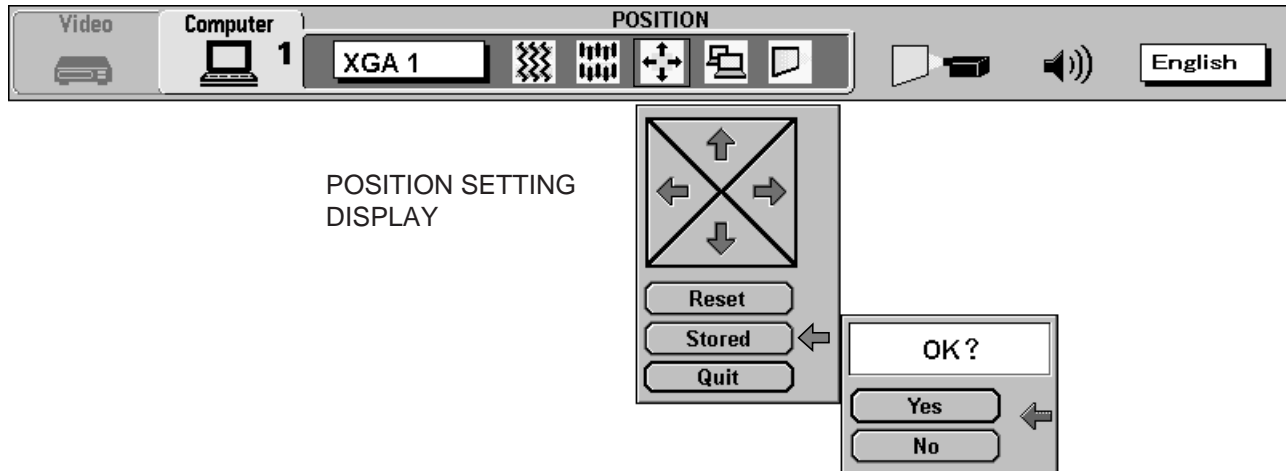 Video
Computer
POSITION
1
XGA 1
English
POSITION SETTING
DISPLAY
Reset
Stored
Quit
OK?
Yes
No